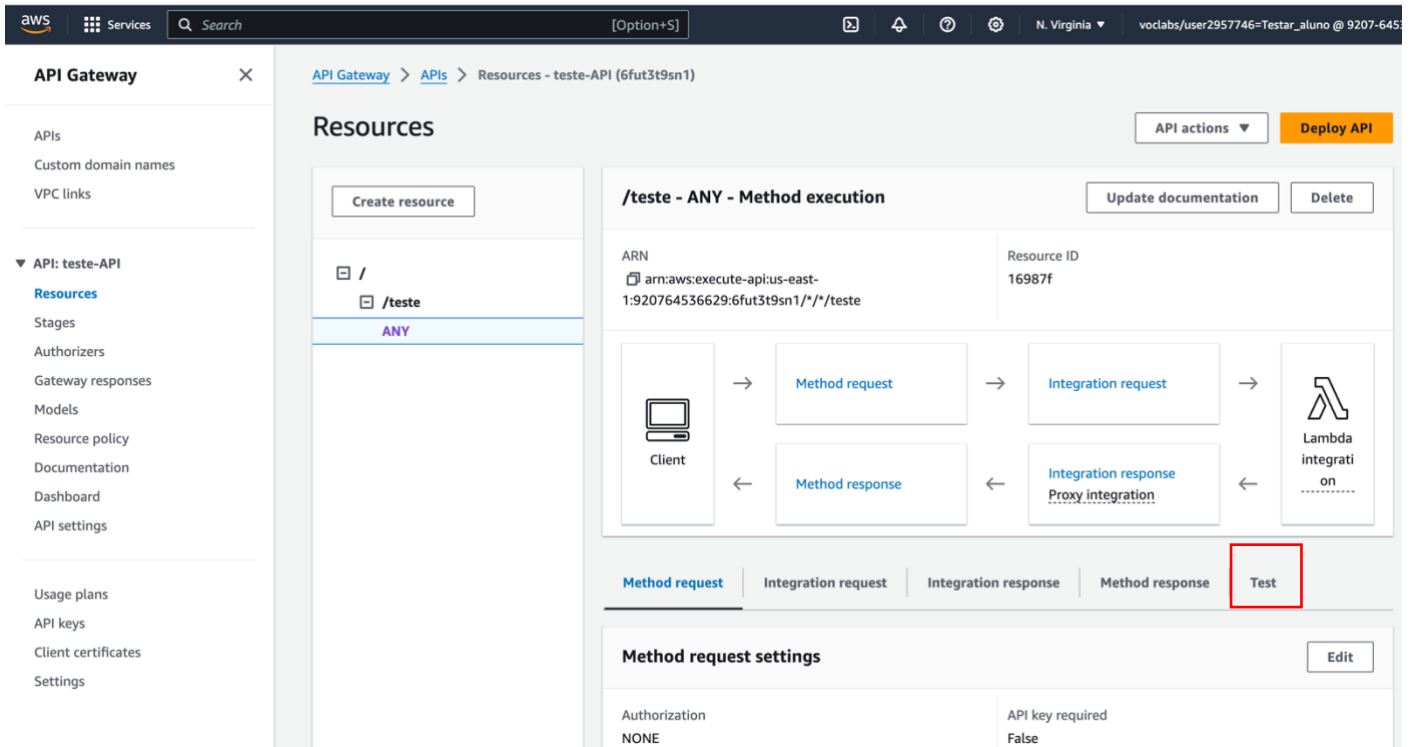 aws
Services
Search
[Option+S]
N. Virginia
voclabs/user2957746=Testar_aluno @ 9207-645
API Gateway
APIs
Custom domain names
VPC links
API: teste-API
Resources
Stages
Authorizers
Gateway responses
Models
Resource policy
Documentation
Dashboard
API settings
Usage plans
API keys
Client certificates
Settings
API Gateway > APIs > Resources - teste-API (6fut3t9sn1)
Resources
API actions
Deploy API
Create resource
/
/teste
ANY
/teste - ANY - Method execution
Update documentation
Delete
ARN
arn:aws:execute-api:us-east-
1:920764536629:6fut3t9sn1/*/*/teste
Resource ID
16987f
Client
Method request
Integration request
Lambda
integrati
on
Method response
Integration response
Proxy integration
Method request
Integration request
Integration response
Method response
Test
Method request settings
Edit
Authorization
NONE
API key required
False